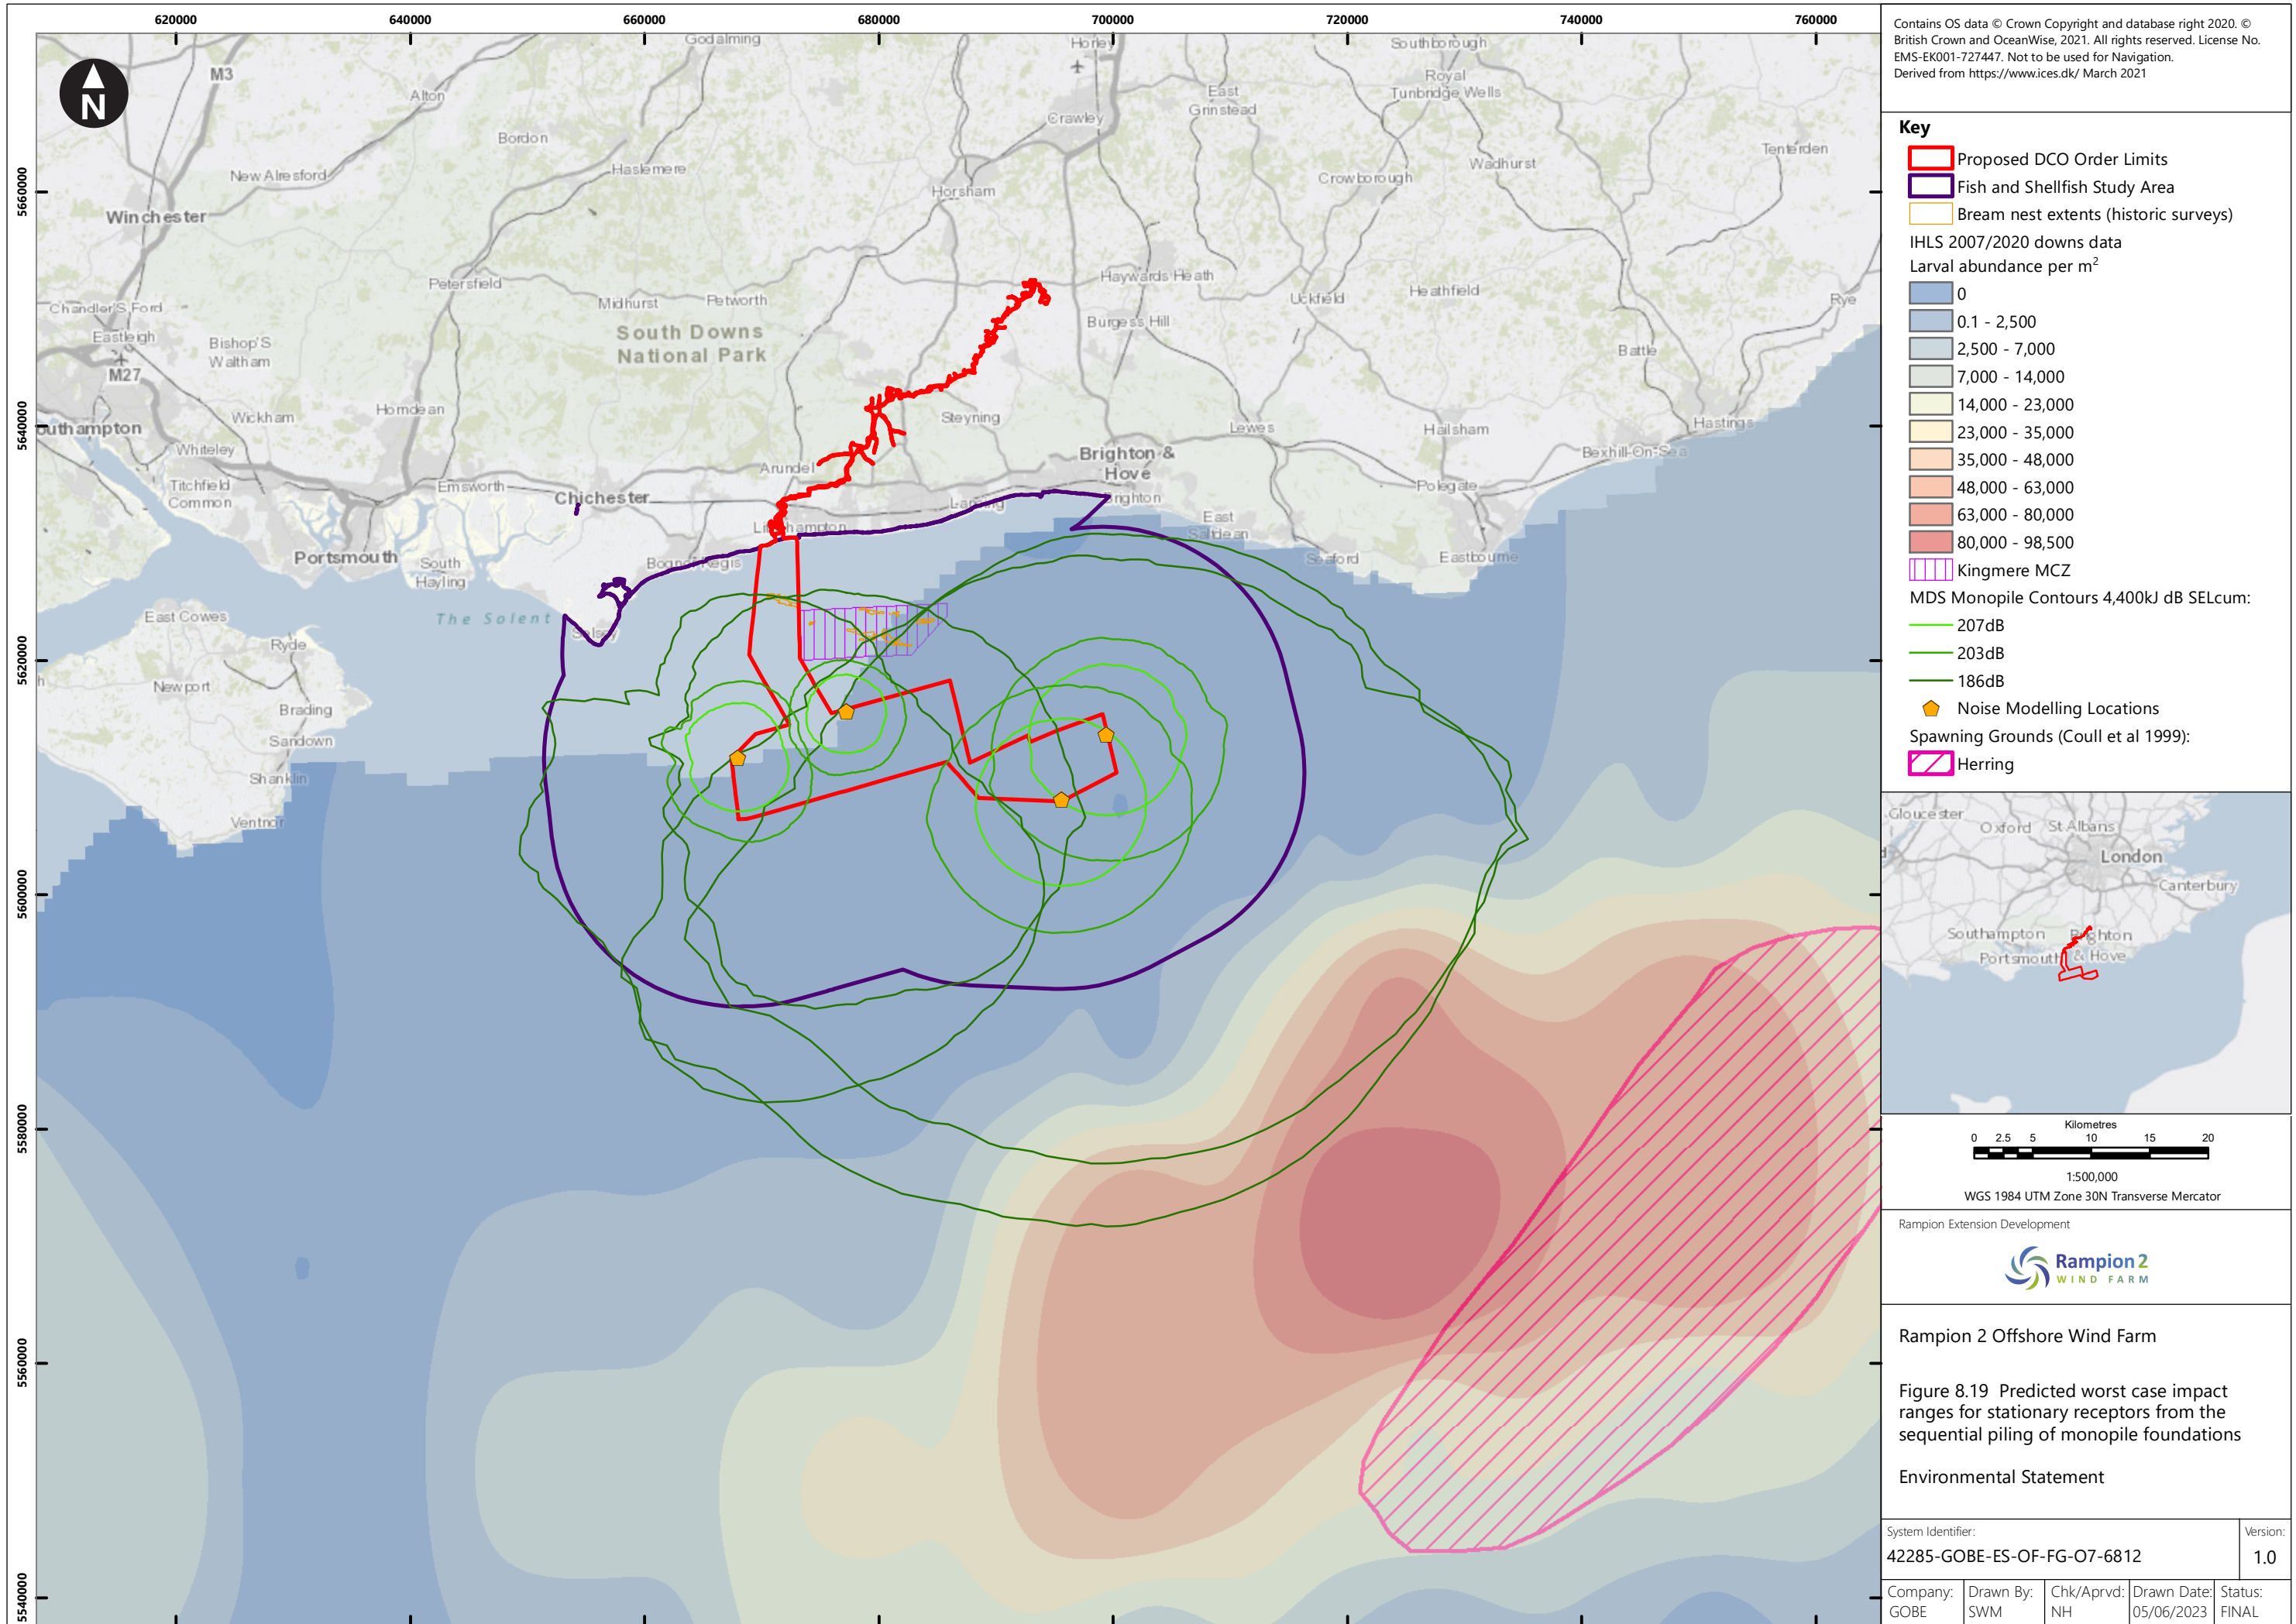 620000
640000
660000
680000
700000
720000
740000
760000
5660000
5640000
5620000
5600000
5580000
5560000
5540000
N
M3
Godalming
Horley
Southborough
Alton
Royal
Tunbridge Wells
East
Grinstead
Crawley
Bordon
Haslemere
Tenterden
New Alresford
Wadhurst
Crowborough
Horsham
Winchester
Petersfield
Haywards Heath
Midhurst
Petworth
Uckfield
Heathfield
Rye
Chandler'S Ford
Eastleigh
Bishop'S
Waltham
South Downs
National Park
Burgess Hill
Battle
M27
Wickham
Horndean
Steyning
Lewes
Hailsham
Hastings
outhampton
Whiteley
Arundel
Brighton &
Hove
Bexhill-On-Sea
Titchfield
Common
Emsworth
Chichester
Lancing
righton
Polegate
Portsmouth
South
Hayling
Bognor Regis
Littlehampton
East
Saltdean
Seaford
Eastbourne
The Solent
East Cowes
Selsey
Ryde
Newport
Brading
Sandown
Shanklin
Ventnor
h
Contains OS data © Crown Copyright and database right 2020. ©
British Crown and OceanWise, 2021. All rights reserved. License No.
EMS-EK001-727447. Not to be used for Navigation.
Derived from https://www.ices.dk/ March 2021
Key
Proposed DCO Order Limits
Fish and Shellfish Study Area
Bream nest extents (historic surveys)
IHLS 2007/2020 downs data
Larval abundance per m²
0
0.1 - 2,500
2,500 - 7,000
7,000 - 14,000
14,000 - 23,000
23,000 - 35,000
35,000 - 48,000
48,000 - 63,000
63,000 - 80,000
80,000 - 98,500
Kingmere MCZ
MDS Monopile Contours 4,400kJ dB SELcum:
207dB
203dB
186dB
Noise Modelling Locations
Spawning Grounds (Coull et al 1999):
Herring
Gloucester
Oxford
St Albans
d
London
Canterbury
Southampton
Brighton
Portsmouth
& Hove
Kilometres
0 2.5 5 10 15 20
1:500,000
WGS 1984 UTM Zone 30N Transverse Mercator
Rampion Extension Development
Rampion 2
WIND FARM
Rampion 2 Offshore Wind Farm
Figure 8.19 Predicted worst case impact
ranges for stationary receptors from the
sequential piling of monopile foundations
Environmental Statement
System Identifier:
42285-GOBE-ES-OF-FG-O7-6812
Version:
1.0
Company:
GOBE
Drawn By:
SWM
Chk/Aprvd:
NH
Drawn Date:
05/06/2023
Status:
FINAL